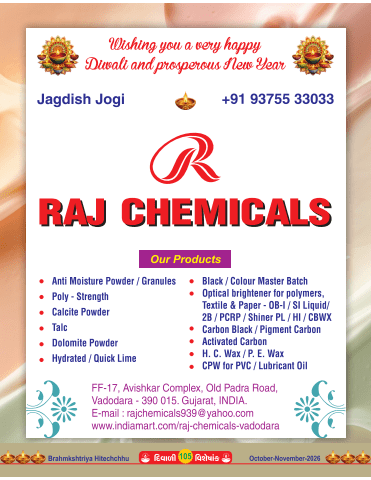 Wishing you a very happy
Diwali and prosperous New Year
Jagdish Jogi
+91 93755 33033
R
RAJ CHEMICALS
Our Products
Anti Moisture Powder / Granules
Poly - Strength
Calcite Powder
Talc
Dolomite Powder
Hydrated / Quick Lime
Black / Colour Master Batch
Optical brightener for polymers,
Textile & Paper - OB-I / SI Liquid/
2B / PCRP / Shiner PL / HI / CBWX
Carbon Black / Pigment Carbon
Activated Carbon
H. C. Wax / P. E. Wax
CPW for PVC / Lubricant Oil
FF-17, Avishkar Complex, Old Padra Road,
Vadodara - 390 015. Gujarat, INDIA.
E-mail : rajchemicals939@yahoo.com
www.indiamart.com/raj-chemicals-vadodara
Brahmkshtriya Hitechchhu
દિવાળી 105 વિશેષાંક
October-November-2026